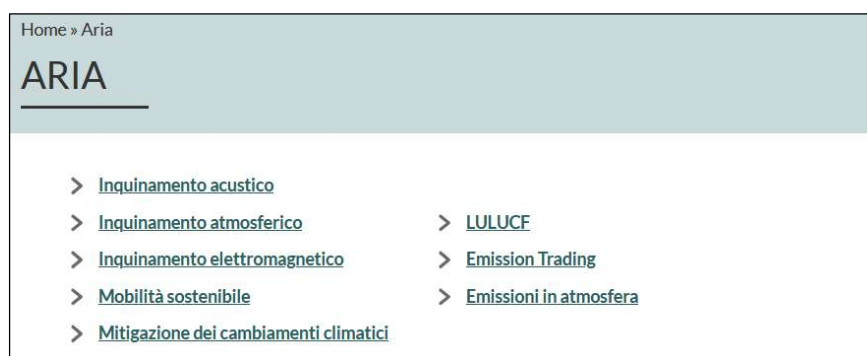 Home » Aria
ARIA
Inquinamento acustico
Inquinamento atmosferico
Inquinamento elettromagnetico
Mobilità sostenibile
Mitigazione dei cambiamenti climatici
LULUCF
Emission Trading
Emissioni in atmosfera